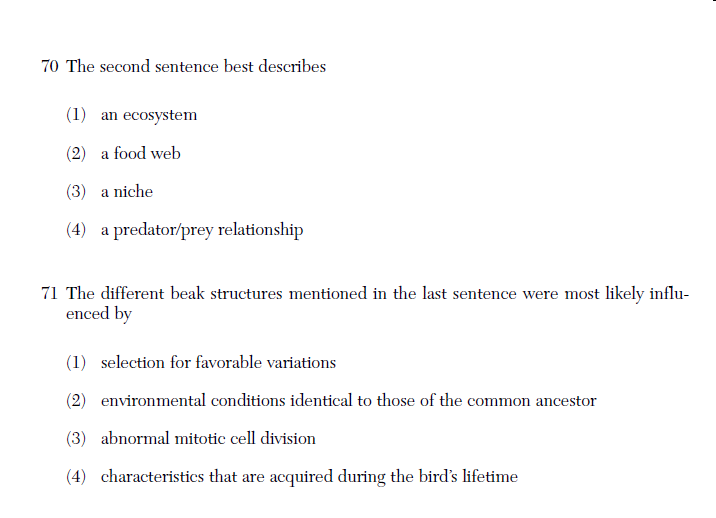 70 The second sentence best describes
(1) an ecosystem
(2) a food web
(3) a niche
(4) a predator/prey relationship
71 The different beak structures mentioned in the last sentence were most likely influ-
enced by
(1) selection for favorable variations
(2) environmental conditions identical to those of the common ancestor
(3) abnormal mitotic cell division
(4) characteristics that are acquired during the bird's lifetime